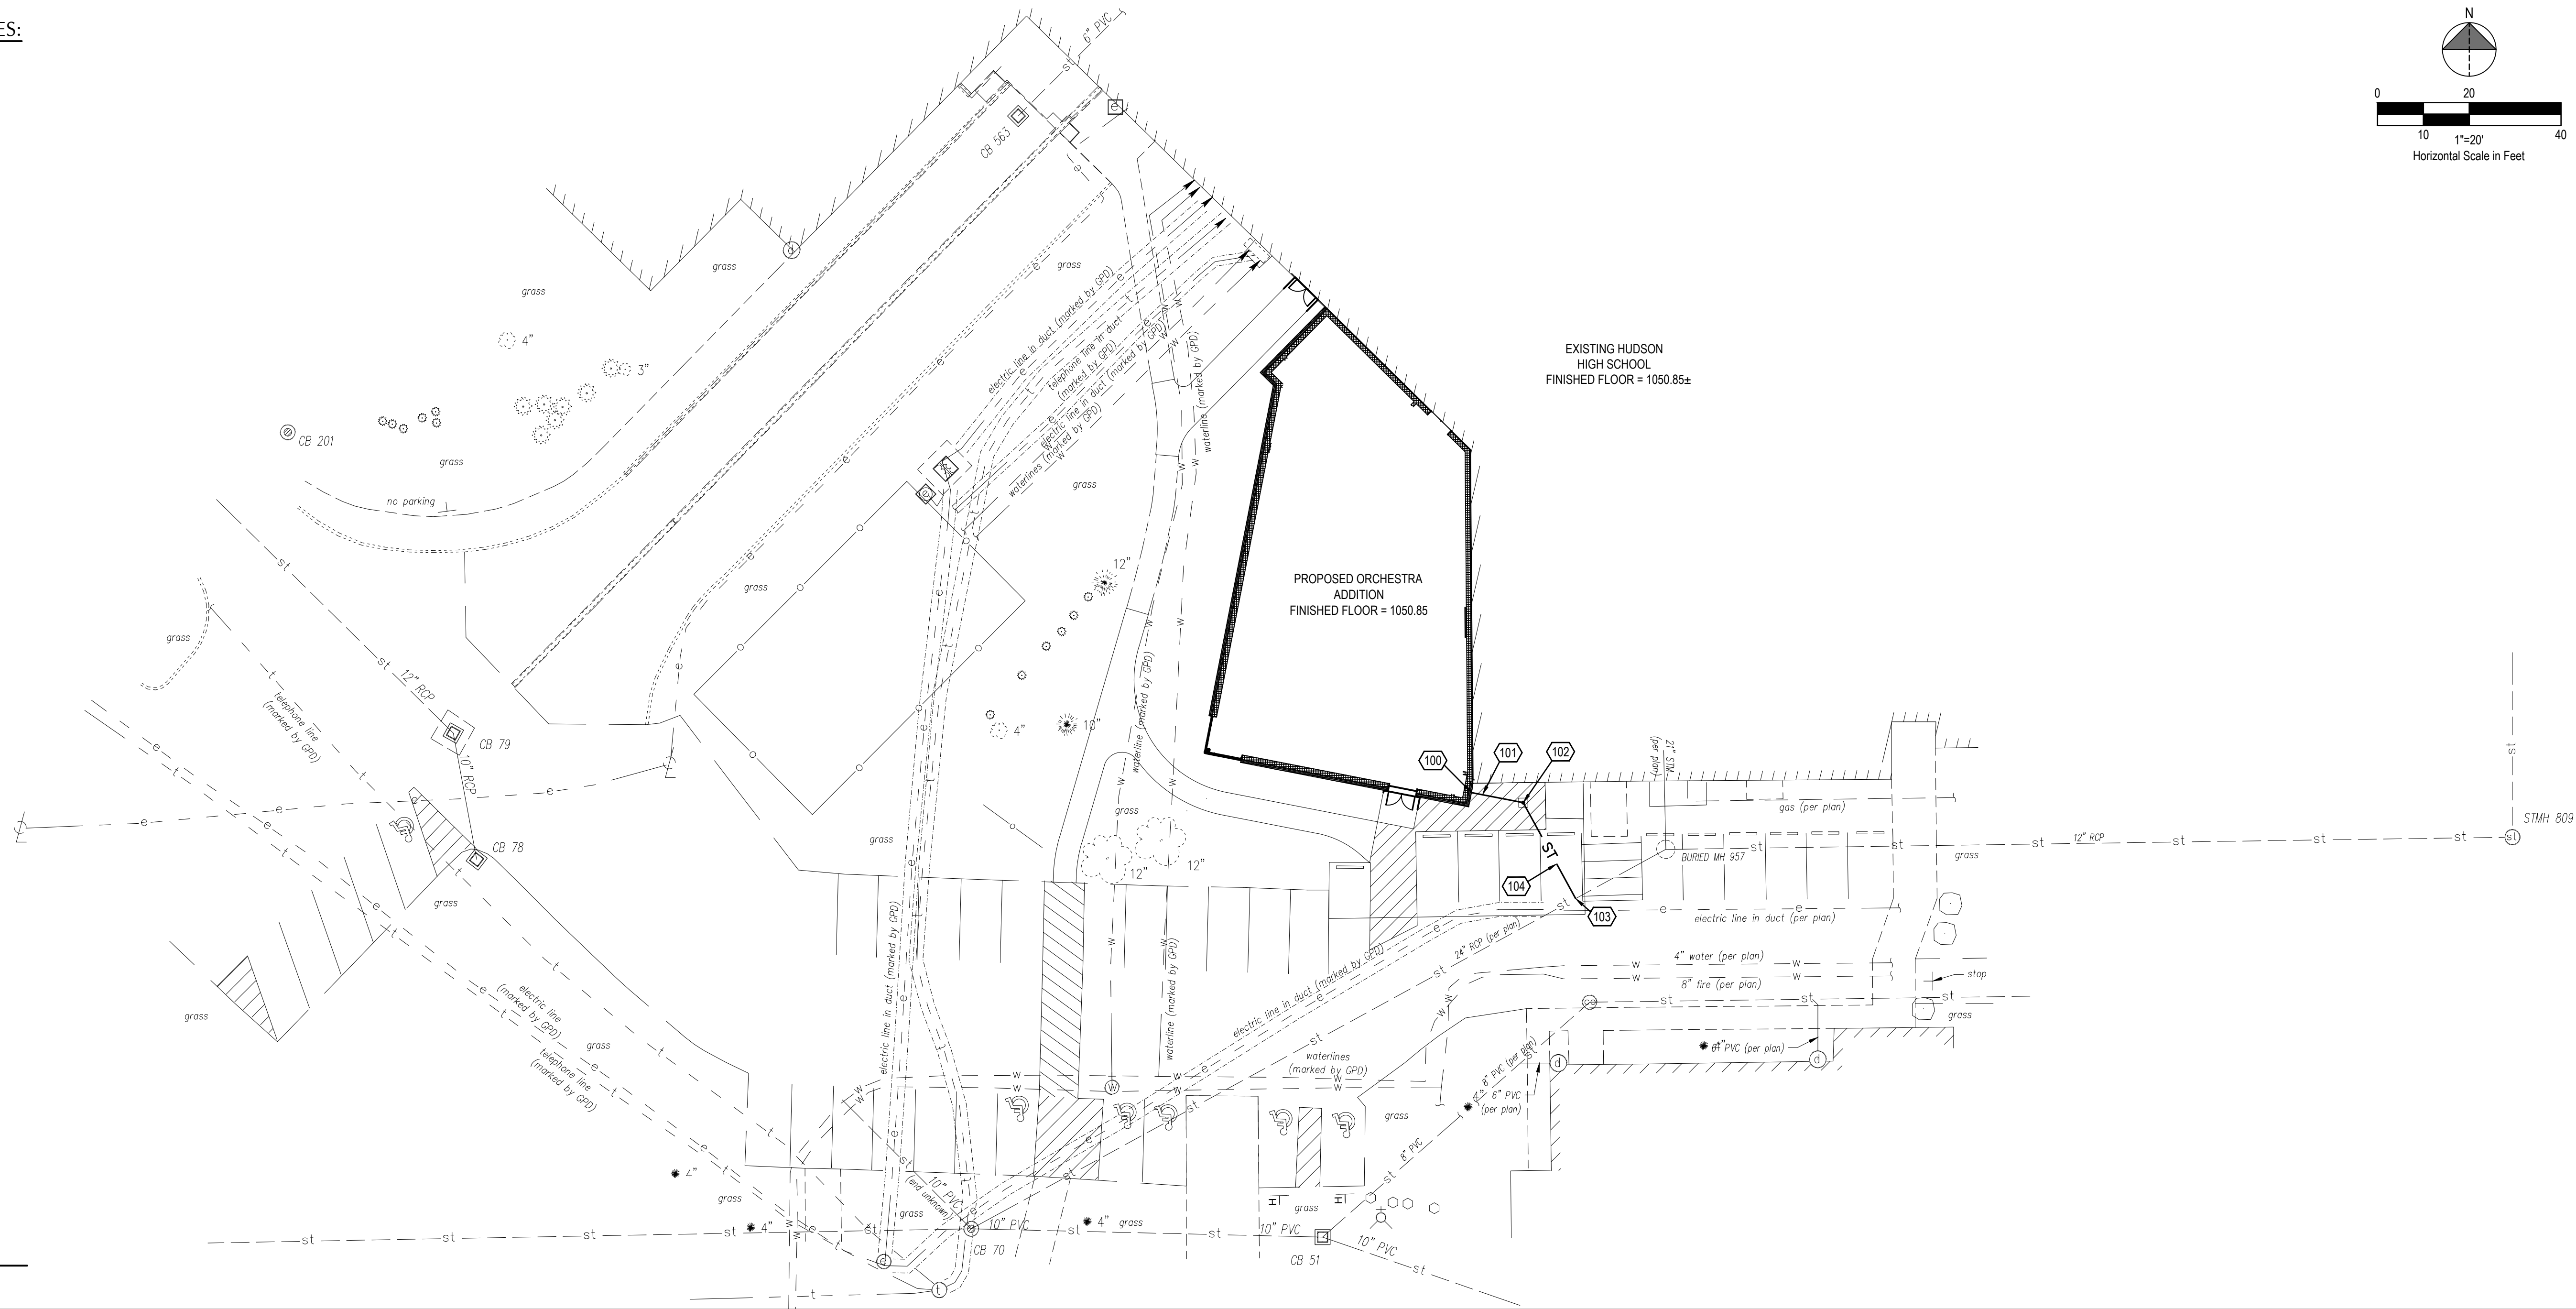 ES:
6" PVC
st
N
0 20
10 40
1"=20'
Horizontal Scale in Feet
e
CB 563
e
d
grass
grass
grass
4"
3"
EXISTING HUDSON
HIGH SCHOOL
FINISHED FLOOR = 1050.85±
electric line in duct (marked by GPD)
telephone line in duct
(marked by GPD)
electric line in duct (marked by GPD)
waterlines (marked by GPD)
waterline (marked by GPD)
CB 201
grass
no parking
grass
e
12"
grass
PROPOSED ORCHESTRA
ADDITION
FINISHED FLOOR = 1050.85
grass
st
st
12" RCP
telephone line
(marked by GPD)
CB 79
10" RCP
4"
10"
waterline (marked by GPD)
100
101
102
21" STM
(per plan)
st
gas (per plan)
STMH 809
st
12" RCP
BURIED MH 957
grass
grass
grass
CB 78
12"
12"
ST
104
103
grass
electric line in duct (per plan)
24" RCP (per plan)
electric line in duct (marked by GPD)
electric line in duct (marked by GPD)
waterline (marked by GPD)
4" water (per plan)
8" fire (per plan)
stop
grass
grass
electric line
(marked by GPD)
grass
telephone line
(marked by GPD)
co
d
d
PVC (per plan)
8" PVC (per plan)
6" PVC
(per plan)
waterlines
(marked by GPD)
W
grass
8" PVC
4"
grass
4"
grass
10" PVC
(end unknown)
10" PVC
CB 70
4"
grass
grass
10" PVC
CB 51
10" PVC
st
e
t